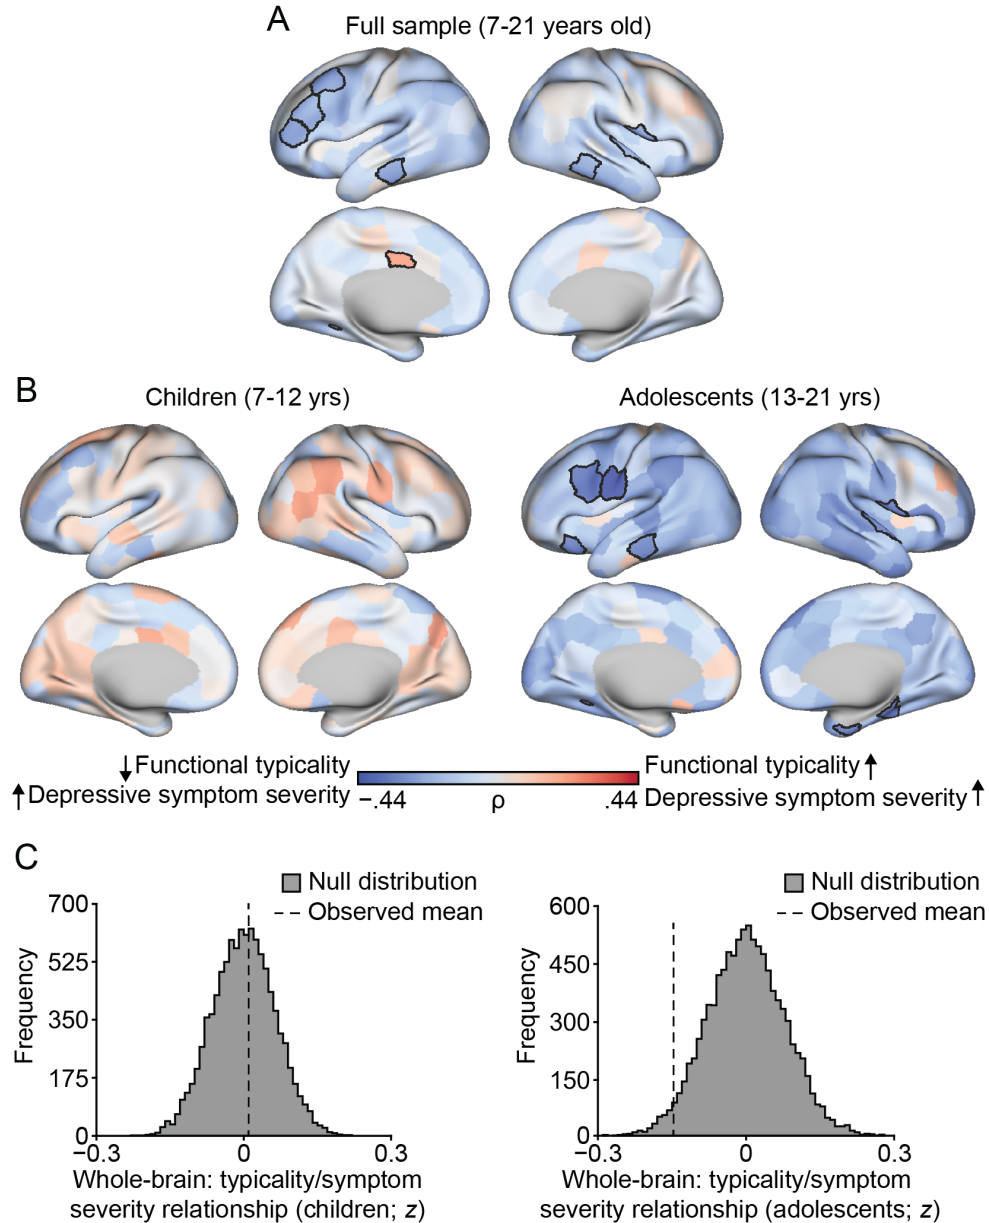 A
Full sample (7-21 years old)
B
Children (7-12 yrs)
Adolescents (13-21 yrs)
↓Functional typicality
↑Depressive symptom severity
−.44
ρ
.44
Functional typicality↑
Depressive symptom severity↑
C
Null distribution
Observed mean
700
525
350
175
0
Frequency
−0.3
0
0.3
Whole-brain: typicality/symptom
severity relationship (children; z)
Null distribution
Observed mean
600
450
300
150
0
Frequency
−0.3
0
0.3
Whole-brain: typicality/symptom
severity relationship (adolescents; z)